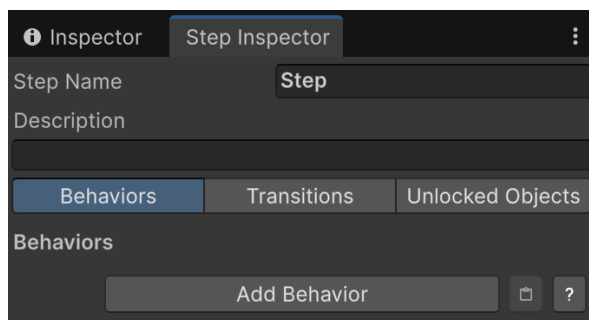 Inspector Step Inspector
Step Name Step
Description
Behaviors Transitions Unlocked Objects
Behaviors
Add Behavior ?